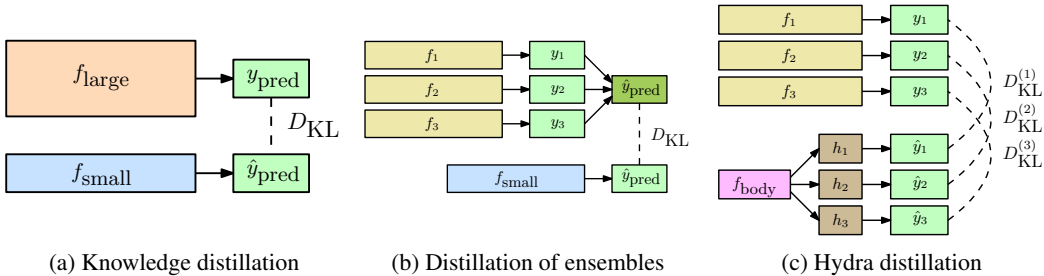 f_large
y_pred
D_KL
f_small
ŷ_pred
(a) Knowledge distillation
f_1
y_1
f_2
y_2
ŷ_pred
f_3
y_3
D_KL
f_small
ŷ_pred
(b) Distillation of ensembles
f_1
y_1
f_2
y_2
f_3
y_3
D_KL^(1)
D_KL^(2)
D_KL^(3)
h_1
ŷ_1
f_body
h_2
ŷ_2
h_3
ŷ_3
(c) Hydra distillation